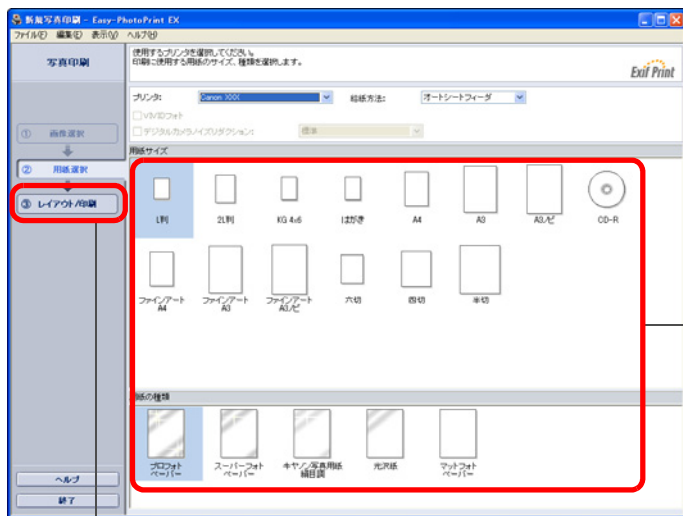 新規写真印刷 - Easy-PhotoPrint EX
ファイル(F) 編集(E) 表示(V) ヘルプ(H)
写真印刷
使用するプリンタを選択してください。
印刷に使用する用紙のサイズ、種類を選択します。
Exif Print
プリンタ: Canon XXX 給紙方法: オートシートフィーダ
VIVIDフォト
デジタルカメラノイズリダクション: 標準
① 画像選択
② 用紙選択
③ レイアウト/印刷
用紙サイズ
L判 2L判 KG 4x6 はがき A4 A3 A3ノビ CD-R
ファインアート
A4
ファインアート
A3
ファインアート
A3ノビ
六切 四切 半切
用紙の種類
プロフォト
ペーパー
スーパーフォト
ペーパー
キヤノン写真用紙
絹目調
光沢紙
マットフォト
ペーパー
ヘルプ
終了